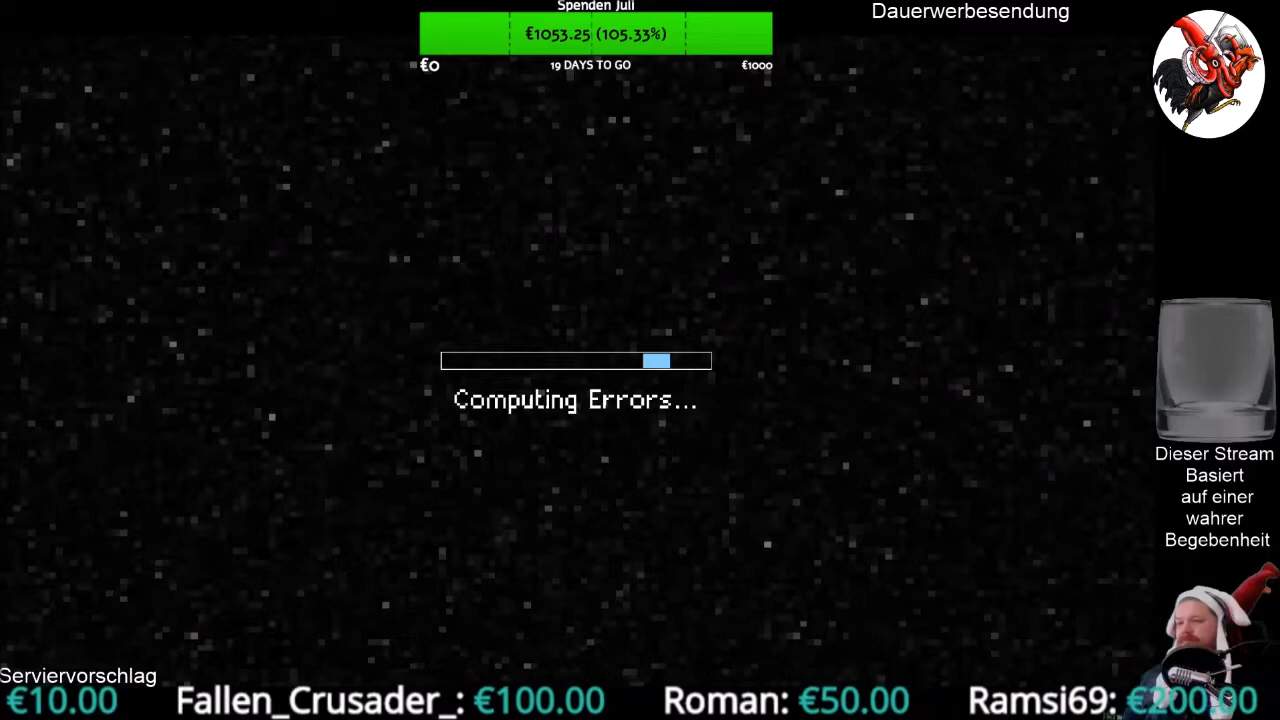 Spenden Juli
€1053.25 (105.33%)
€0
19 DAYS TO GO
€1000
Dauerwerbesendung
Computing Errors...
Dieser Stream
Basiert
auf einer
wahrer
Begebenheit
Serviervorschlag
€10.00 Fallen_Crusader_: €100.00 Roman: €50.00 Ramsi69: €200.00